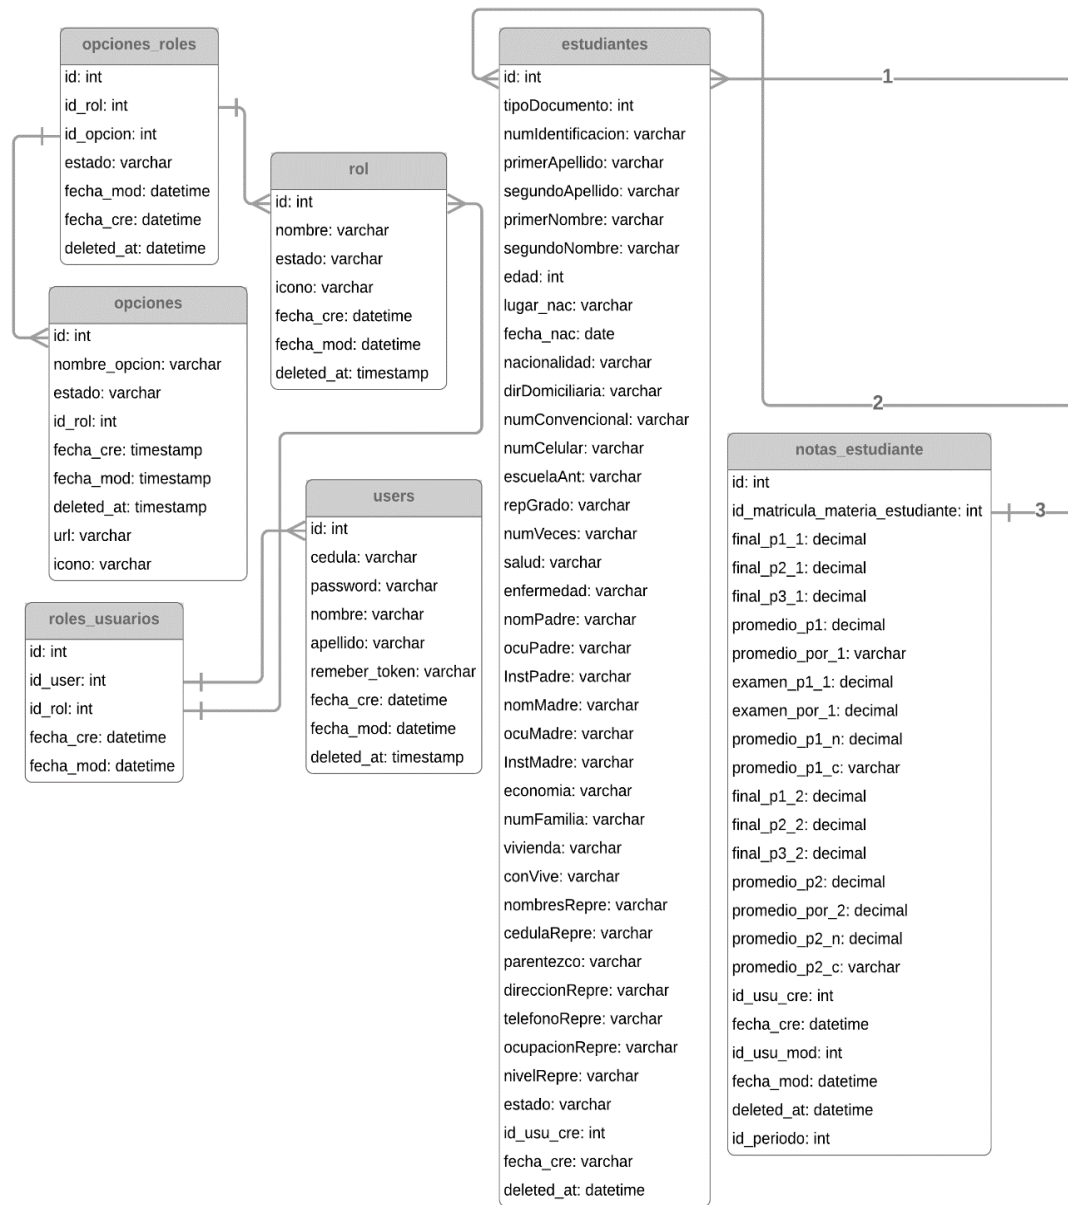 opciones_roles
id: int
id_rol: int
id_opcion: int
estado: varchar
fecha_mod: datetime
fecha_cre: datetime
deleted_at: datetime
rol
id: int
nombre: varchar
estado: varchar
icono: varchar
fecha_cre: datetime
fecha_mod: datetime
deleted_at: timestamp
opciones
id: int
nombre_opcion: varchar
estado: varchar
id_rol: int
fecha_cre: timestamp
fecha_mod: timestamp
deleted_at: timestamp
url: varchar
icono: varchar
users
id: int
cedula: varchar
password: varchar
nombre: varchar
apellido: varchar
remeber_token: varchar
fecha_cre: datetime
fecha_mod: datetime
deleted_at: timestamp
roles_usuarios
id: int
id_user: int
id_rol: int
fecha_cre: datetime
fecha_mod: datetime
estudiantes
id: int
tipoDocumento: int
numIdentificacion: varchar
primerApellido: varchar
segundoApellido: varchar
primerNombre: varchar
segundoNombre: varchar
edad: int
lugar_nac: varchar
fecha_nac: date
nacionalidad: varchar
dirDomiciliaria: varchar
numConvencional: varchar
numCelular: varchar
escuelaAnt: varchar
repGrado: varchar
numVeces: varchar
salud: varchar
enfermedad: varchar
nomPadre: varchar
ocuPadre: varchar
InstPadre: varchar
nomMadre: varchar
ocuMadre: varchar
InstMadre: varchar
economia: varchar
numFamilia: varchar
vivienda: varchar
conVive: varchar
nombresRepre: varchar
cedulaRepre: varchar
parentezco: varchar
direccionRepre: varchar
telefonoRepre: varchar
ocupacionRepre: varchar
nivelRepre: varchar
estado: varchar
id_usu_cre: int
fecha_cre: varchar
deleted_at: datetime
1
2
notas_estudiante
id: int
id_matricula_materia_estudiante: int
3
final_p1_1: decimal
final_p2_1: decimal
final_p3_1: decimal
promedio_p1: decimal
promedio_por_1: varchar
examen_p1_1: decimal
examen_por_1: decimal
promedio_p1_n: decimal
promedio_p1_c: varchar
final_p1_2: decimal
final_p2_2: decimal
final_p3_2: decimal
promedio_p2: decimal
promedio_por_2: decimal
promedio_p2_n: decimal
promedio_p2_c: varchar
id_usu_cre: int
fecha_cre: datetime
id_usu_mod: int
fecha_mod: datetime
deleted_at: datetime
id_periodo: int